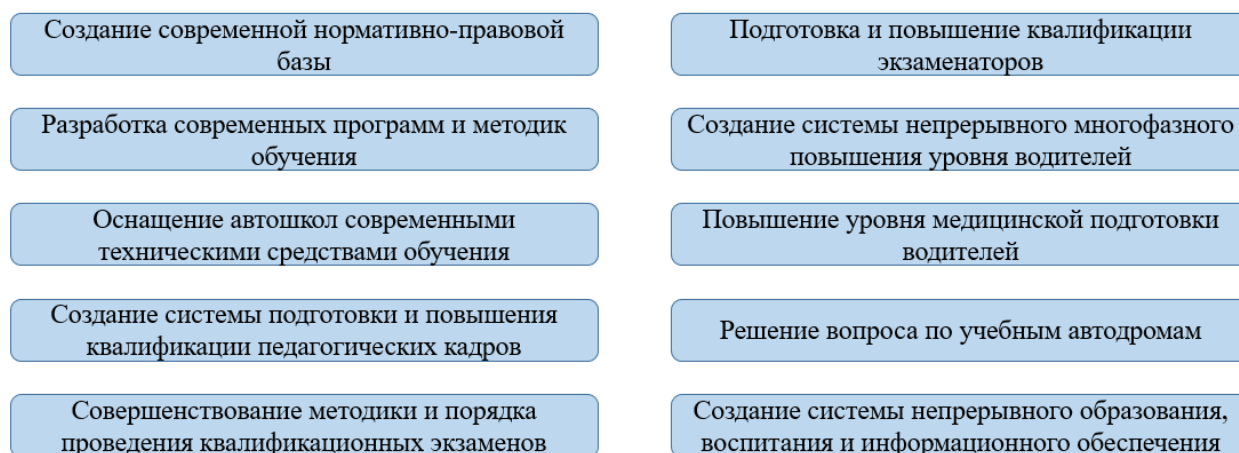 Создание современной нормативно-правовой
базы
Разработка современных программ и методик
обучения
Оснащение автошкол современными
техническими средствами обучения
Создание системы подготовки и повышения
квалификации педагогических кадров
Совершенствование методики и порядка
проведения квалификационных экзаменов
Подготовка и повышение квалификации
экзаменаторов
Создание системы непрерывного многофазного
повышения уровня водителей
Повышение уровня медицинской подготовки
водителей
Решение вопроса по учебным автодромам
Создание системы непрерывного образования,
воспитания и информационного обеспечения